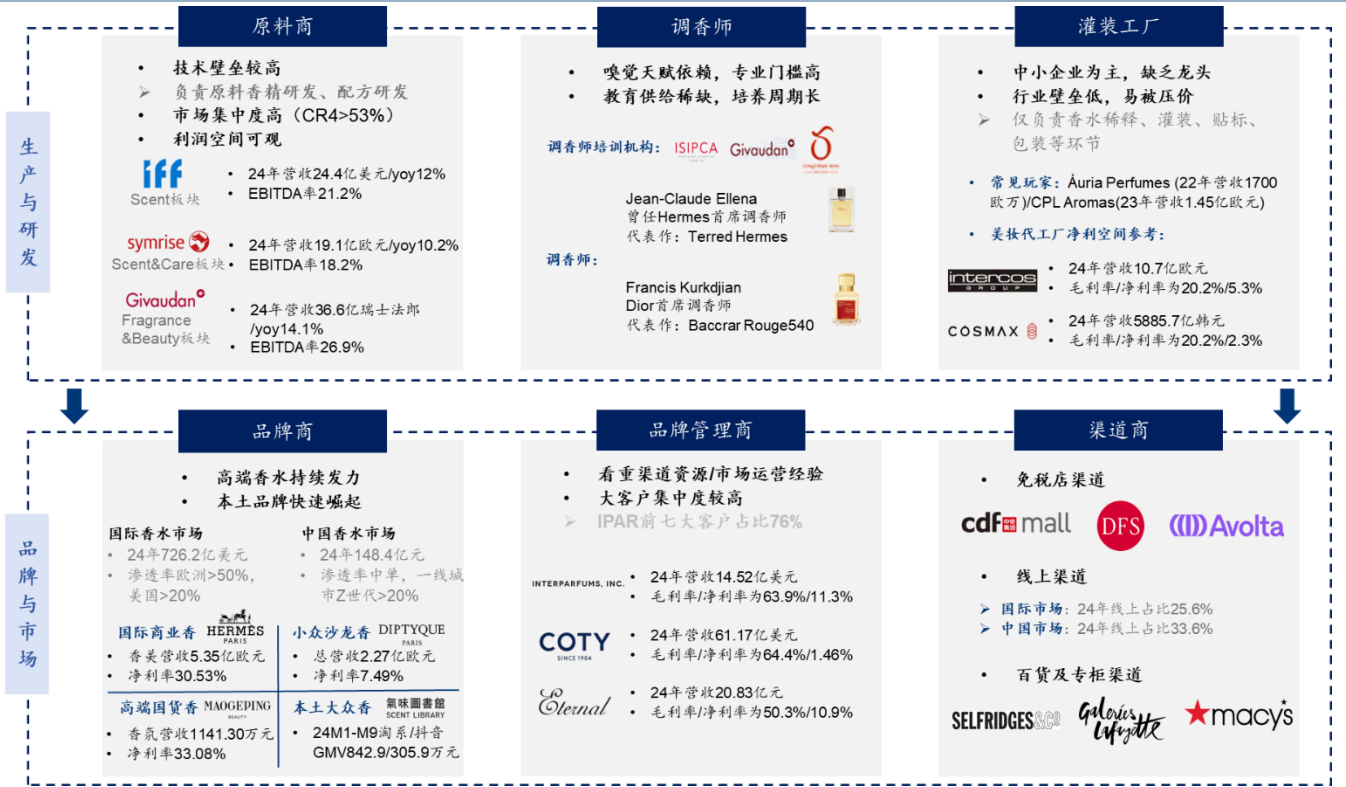 生产与研发
原料商
• 技术壁垒较高
➢ 负责原料香精研发、配方研发
• 市场集中度高（CR4>53%）
• 利润空间可观
iff
Scent板块
• 24年营收24.4亿美元/yoy12%
• EBITDA率21.2%
symrise
Scent&Care板块
• 24年营收19.1亿欧元/yoy10.2%
• EBITDA率18.2%
Givaudan
Fragrance
&Beauty板块
• 24年营收36.6亿瑞士法郎
/yoy14.1%
• EBITDA率26.9%
调香师
• 嗅觉天赋依赖，专业门槛高
• 教育供给稀缺，培养周期长
调香师培训机构：
ISIPCA
Givaudan
Jean-Claude Ellena
曾任Hermes首席调香师
代表作：Terred Hermes
调香师：
Francis Kurkdjian
Dior首席调香师
代表作：Baccrar Rouge540
灌装工厂
• 中小企业为主，缺乏龙头
• 行业壁垒低，易被压价
➢ 仅负责香水稀释、灌装、贴标、
包装等环节
• 常见玩家：Àuria Perfumes (22年营收1700
欧万)/CPL Aromas(23年营收1.45亿欧元)
• 美妆代工厂净利空间参考：
intercos
GROUP
• 24年营收10.7亿欧元
• 毛利率/净利率为20.2%/5.3%
COSMAX
• 24年营收5885.7亿韩元
• 毛利率/净利率为20.2%/2.3%
品牌与市场
品牌商
• 高端香水持续发力
• 本土品牌快速崛起
国际香水市场
• 24年726.2亿美元
• 渗透率欧洲>50%，
美国>20%
中国香水市场
• 24年148.4亿元
• 渗透率中单，一线城
市Z世代>20%
国际商业香
HERMÈS
PARIS
• 香美营收5.35亿欧元
• 净利率30.53%
小众沙龙香
DIPTYQUE
PARIS
• 总营收2.27亿欧元
• 净利率7.49%
高端国货香
MAOGEPING
BEAUTY
• 香氛营收1141.30万元
• 净利率33.08%
本土大众香
氣味圖書館
SCENT LIBRARY
• 24M1-M9淘系/抖音
GMV842.9/305.9万元
品牌管理商
• 看重渠道资源/市场运营经验
• 大客户集中度较高
➢ IPAR前七大客户占比76%
INTERPARFUMS, INC.
• 24年营收14.52亿美元
• 毛利率/净利率为63.9%/11.3%
COTY
SINCE 1904
• 24年营收61.17亿美元
• 毛利率/净利率为64.4%/1.46%
Eternal
• 24年营收20.83亿元
• 毛利率/净利率为50.3%/10.9%
渠道商
• 免税店渠道
cdf mall
DFS
Avolta
• 线上渠道
➢ 国际市场：24年线上占比25.6%
➢ 中国市场：24年线上占比33.6%
• 百货及专柜渠道
SELFRIDGES&CO
Galeries
Lafayette
macy's